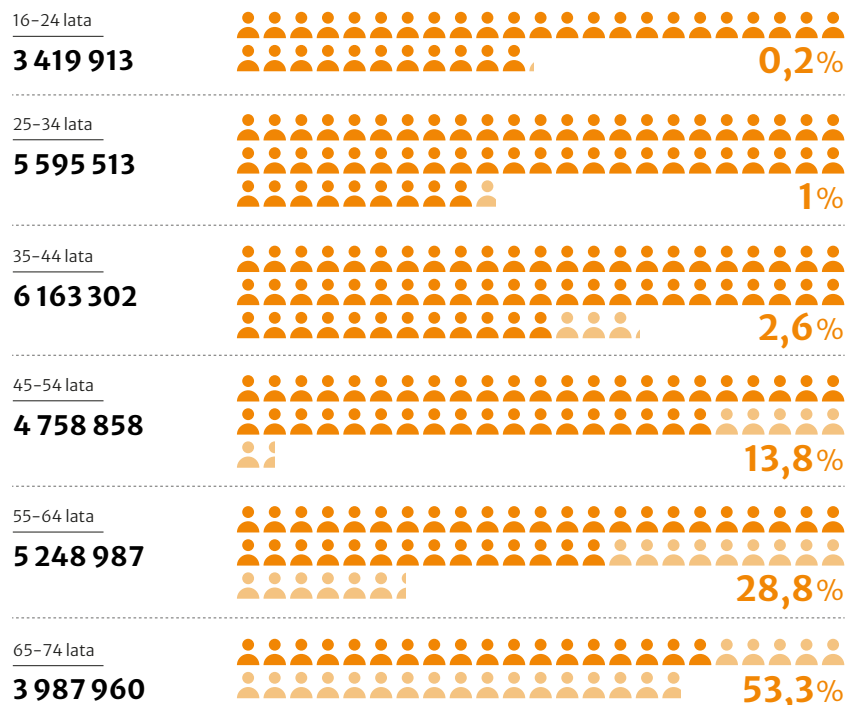 16–24 lata
3 419 913
0,2%
25–34 lata
5 595 513
1%
35–44 lata
6 163 302
2,6%
45–54 lata
4 758 858
13,8%
55–64 lata
5 248 987
28,8%
65–74 lata
3 987 960
53,3%